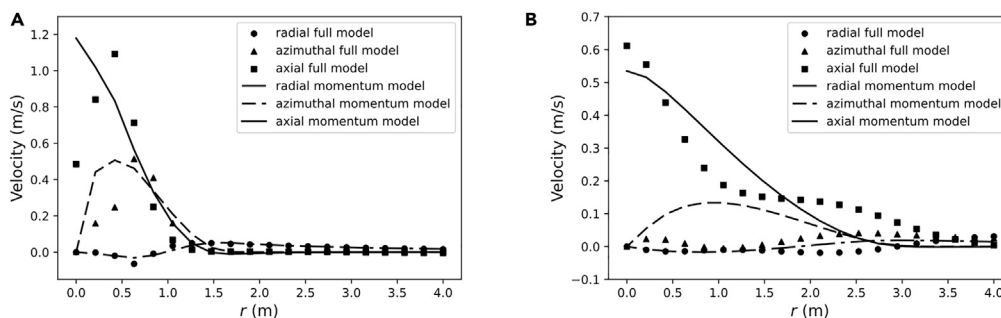 A
Velocity (m/s)
1.2
1.0
0.8
0.6
0.4
0.2
0.0
radial full model
azimuthal full model
axial full model
radial momentum model
azimuthal momentum model
axial momentum model
0.0 0.5 1.0 1.5 2.0 2.5 3.0 3.5 4.0
r (m)
B
Velocity (m/s)
0.7
0.6
0.5
0.4
0.3
0.2
0.1
0.0
−0.1
radial full model
azimuthal full model
axial full model
radial momentum model
azimuthal momentum model
axial momentum model
0.0 0.5 1.0 1.5 2.0 2.5 3.0 3.5 4.0
r (m)